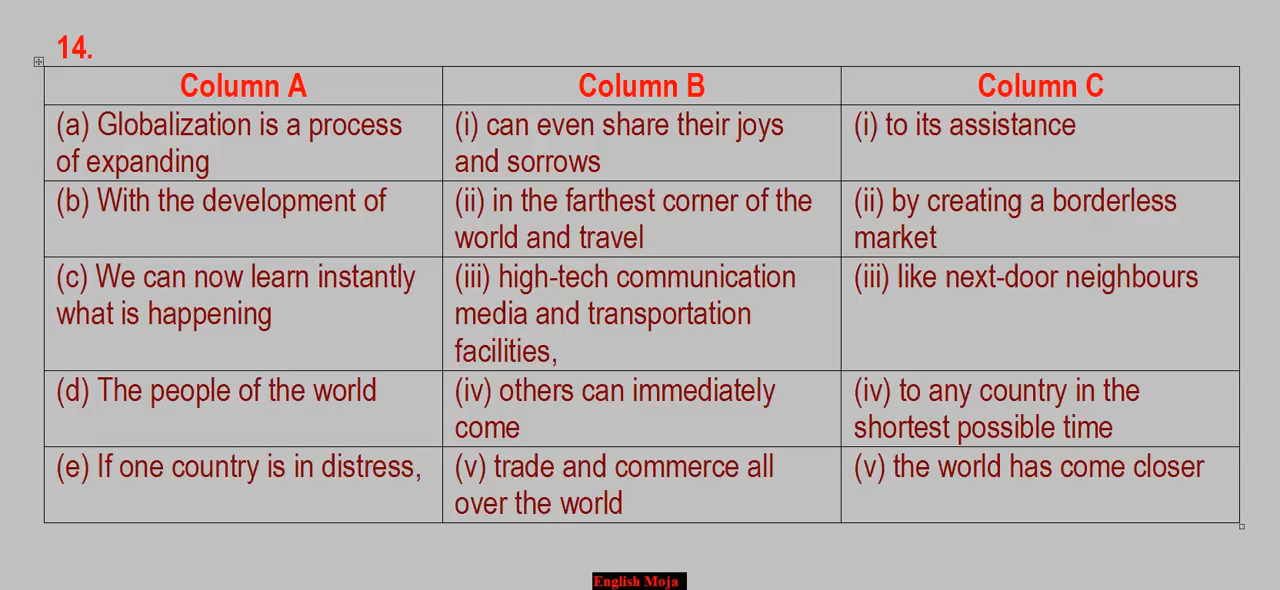 14.
Column A Column B Column C
(a) Globalization is a process of expanding (i) can even share their joys and sorrows (i) to its assistance
(b) With the development of (ii) in the farthest corner of the world and travel (ii) by creating a borderless market
(c) We can now learn instantly what is happening (iii) high-tech communication media and transportation facilities, (iii) like next-door neighbours
(d) The people of the world (iv) others can immediately come (iv) to any country in the shortest possible time
(e) If one country is in distress, (v) trade and commerce all over the world (v) the world has come closer
English Moja